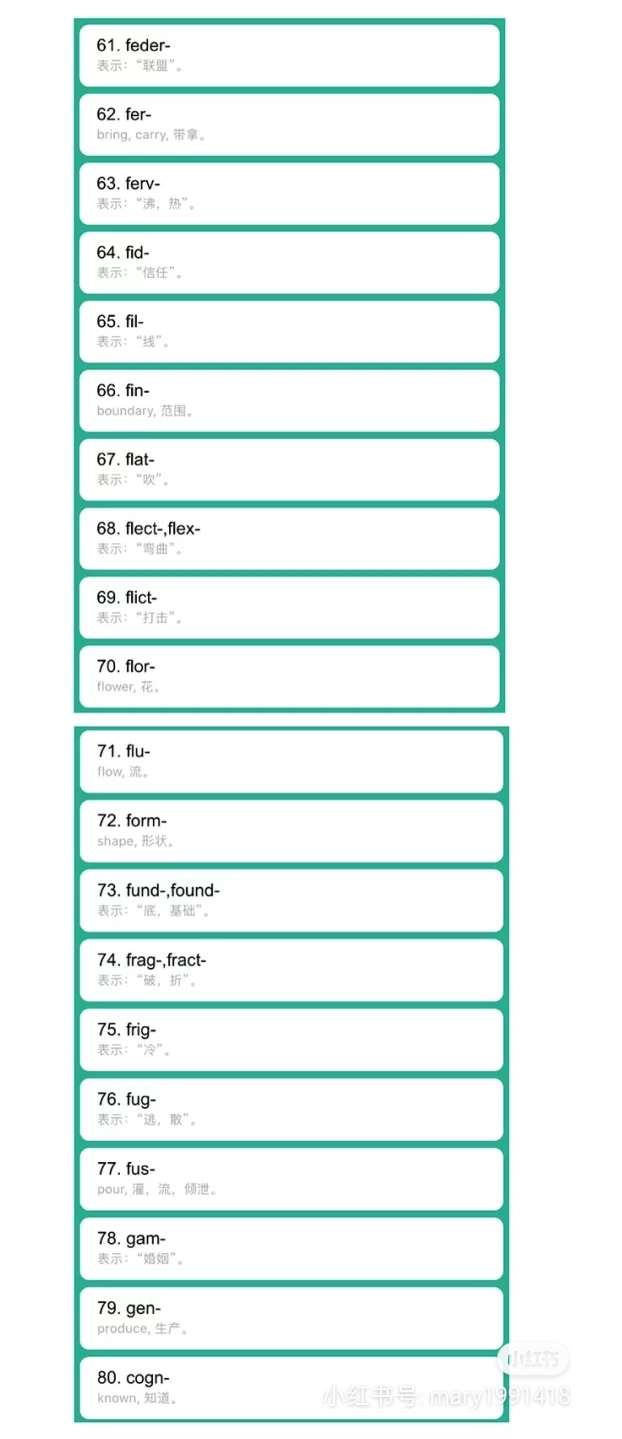 61. feder-
表示：“联盟”。
62. fer-
bring, carry, 带拿。
63. ferv-
表示：“沸，热”。
64. fid-
表示：“信任”。
65. fil-
表示：“线”。
66. fin-
boundary, 范围。
67. flat-
表示：“吹”。
68. flect-,flex-
表示：“弯曲”。
69. flict-
表示：“打击”。
70. flor-
flower, 花。
71. flu-
flow, 流。
72. form-
shape, 形状。
73. fund-,found-
表示：“底，基础”。
74. frag-,fract-
表示：“破，折”。
75. frig-
表示：“冷”。
76. fug-
表示：“逃，散”。
77. fus-
pour, 灌，流，倾泄。
78. gam-
表示：“婚姻”。
79. gen-
produce, 生产。
80. cogn-
known, 知道。
小红书
小红书号: mary1991418